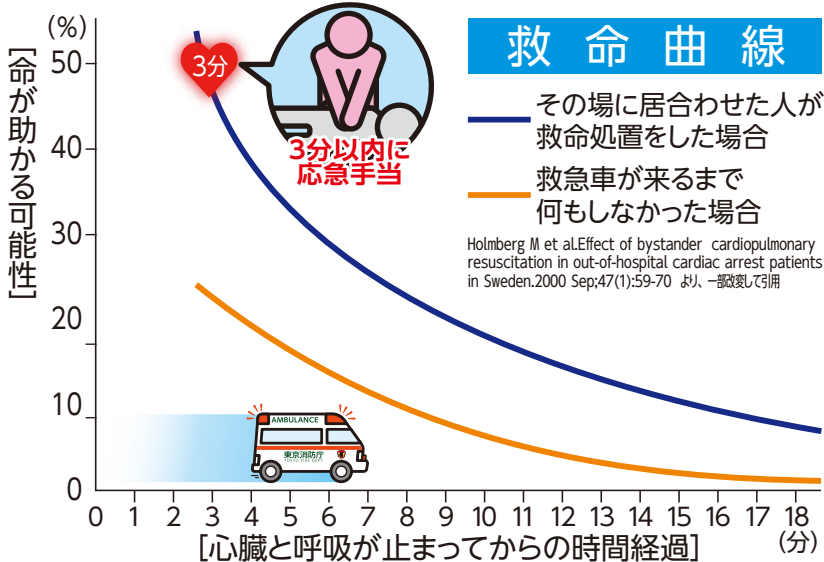 救命曲線
(%)
[命が助かる可能性]
50
40
30
20
10
0
3分
3分以内に
応急手当
その場に居合わせた人が
救命処置をした場合
救急車が来るまで
何もしなかった場合
Holmberg M et al.Effect of bystander cardiopulmonary
resuscitation in out-of-hospital cardiac arrest patients
in Sweden.2000 Sep;47(1):59-70 より、一部改変して引用
AMBULANCE
東京消防庁
TOKYO FIRE DEPT.
0 1 2 3 4 5 6 7 8 9 10 11 12 13 14 15 16 17 18
(分)
[心臓と呼吸が止まってからの時間経過]